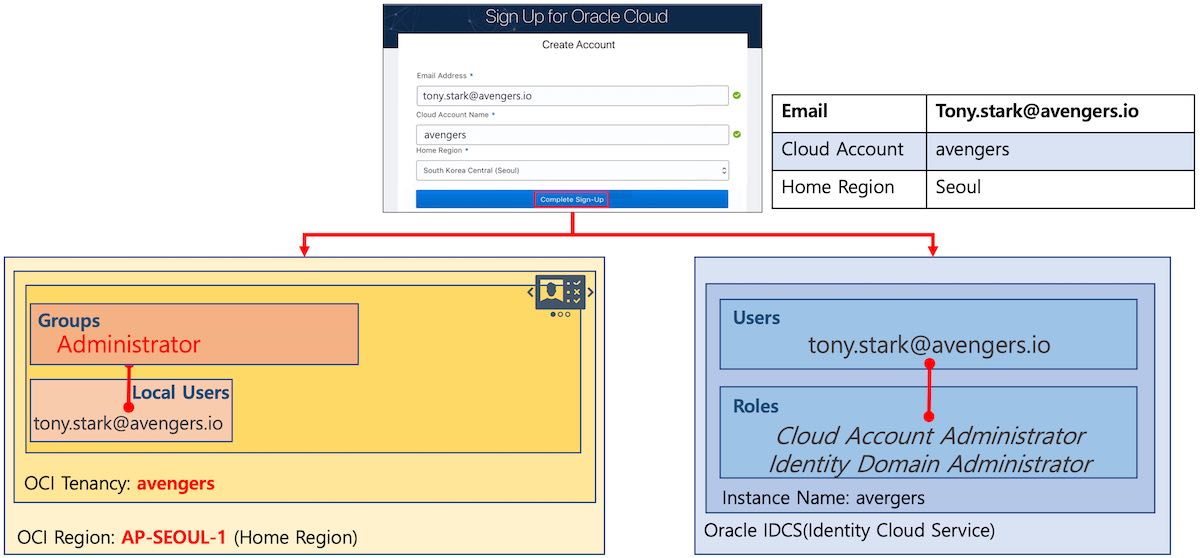 Sign Up for Oracle Cloud
Create Account
Email Address *
tony.stark@avengers.io
Cloud Account Name *
avengers
Home Region *
South Korea Central (Seoul)
Complete Sign-Up
Email Tony.stark@avengers.io
Cloud Account avengers
Home Region Seoul
Groups
Administrator
Local Users
tony.stark@avengers.io
OCI Tenancy: avengers
OCI Region: AP-SEOUL-1 (Home Region)
Users
tony.stark@avengers.io
Roles
Cloud Account Administrator
Identity Domain Administrator
Instance Name: avergers
Oracle IDCS(Identity Cloud Service)